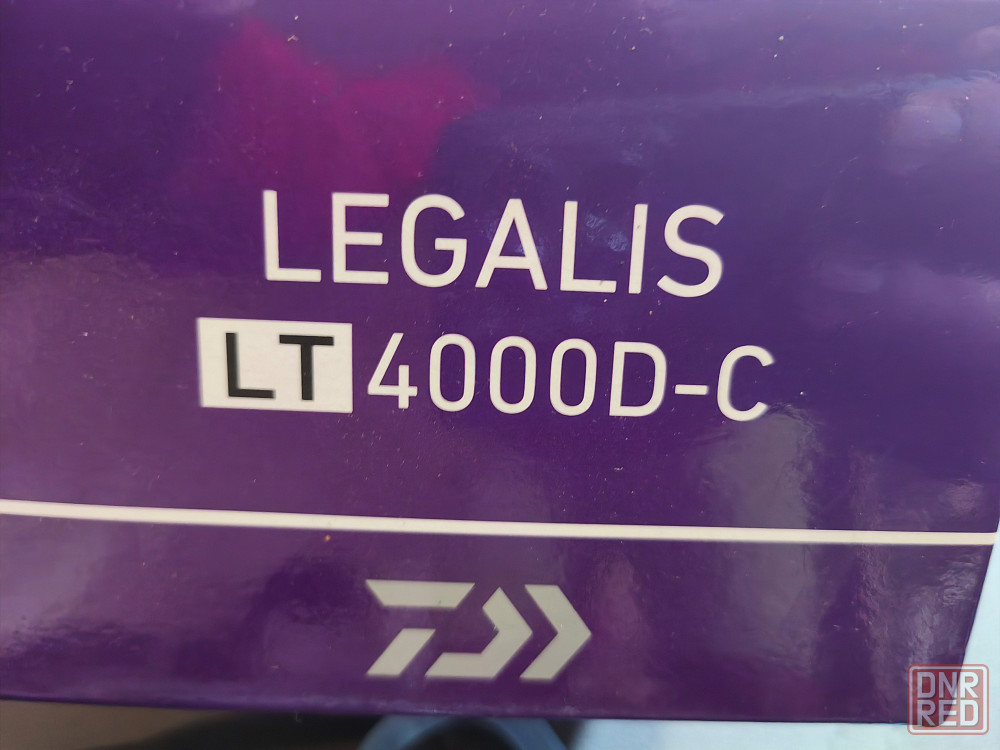 LEGALIS
LT 4000D-C
DNR
RED